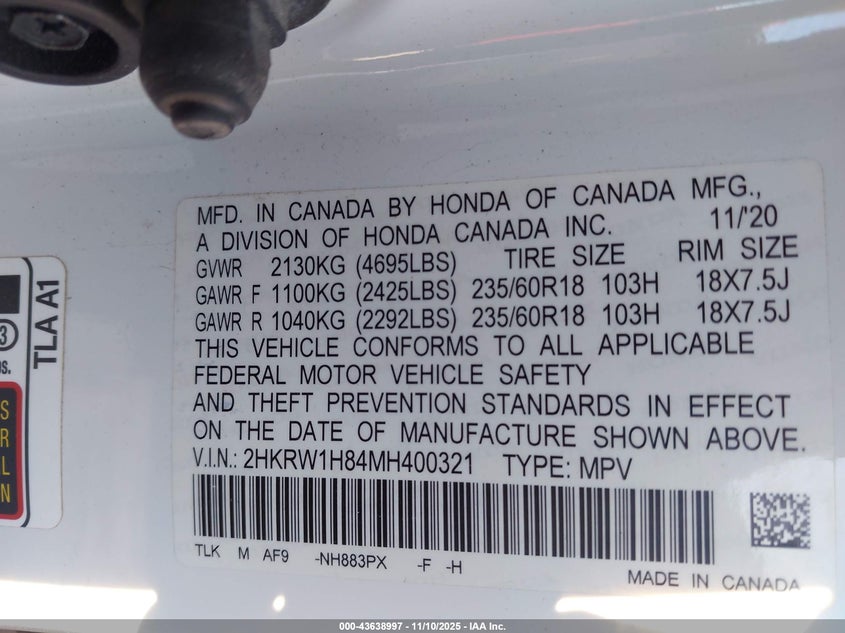 MFD. IN CANADA BY HONDA OF CANADA MFG.,
A DIVISION OF HONDA CANADA INC. 11/'20
GVWR 2130KG (4695LBS) TIRE SIZE RIM SIZE
GAWR F 1100KG (2425LBS) 235/60R18 103H 18X7.5J
GAWR R 1040KG (2292LBS) 235/60R18 103H 18X7.5J
THIS VEHICLE CONFORMS TO ALL APPLICABLE
FEDERAL MOTOR VEHICLE SAFETY
AND THEFT PREVENTION STANDARDS IN EFFECT
ON THE DATE OF MANUFACTURE SHOWN ABOVE.
V.I.N.: 2HKRW1H84MH400321 TYPE: MPV
TLK M AF9 -NH883PX -F -H
MADE IN CANADA
TLA A1
3
000-43638997 - 11/10/2025 - IAA Inc.